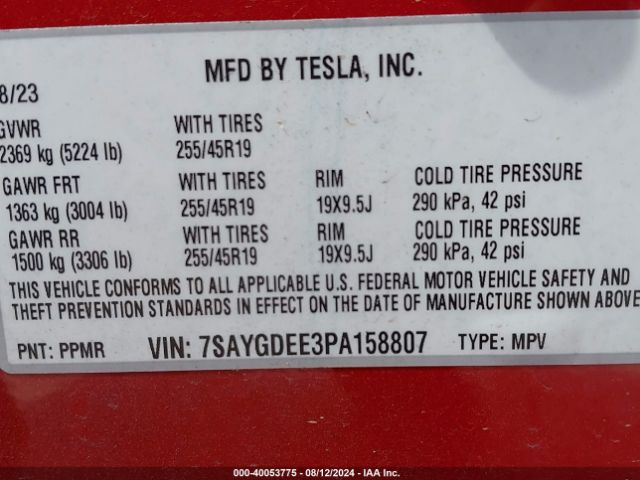 MFD BY TESLA, INC.
8/23
GVWR WITH TIRES
2369 kg (5224 lb) 255/45R19
GAWR FRT WITH TIRES RIM COLD TIRE PRESSURE
1363 kg (3004 lb) 255/45R19 19X9.5J 290 kPa, 42 psi
GAWR RR WITH TIRES RIM COLD TIRE PRESSURE
1500 kg (3306 lb) 255/45R19 19X9.5J 290 kPa, 42 psi
THIS VEHICLE CONFORMS TO ALL APPLICABLE U.S. FEDERAL MOTOR VEHICLE SAFETY AND
THEFT PREVENTION STANDARDS IN EFFECT ON THE DATE OF MANUFACTURE SHOWN ABOVE
PNT: PPMR VIN: 7SAYGDEE3PA158807 TYPE: MPV
000-40053775 - 08/12/2024 - IAA Inc.